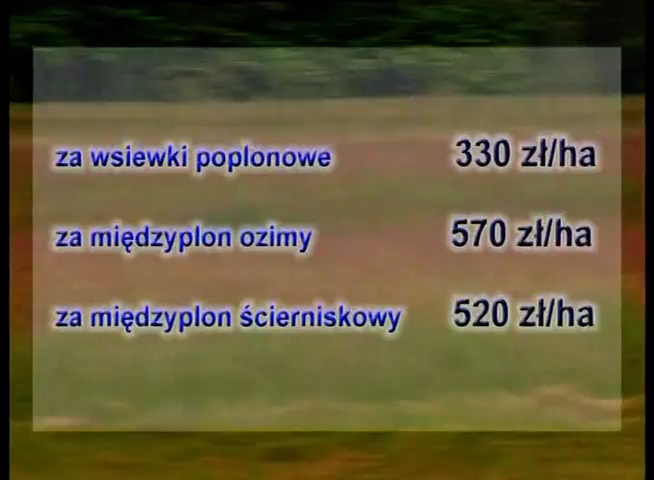 za wsiewki poplonowe 330 zł/ha
za międzyplon ozimy 570 zł/ha
za międzyplon ścierniskowy 520 zł/ha